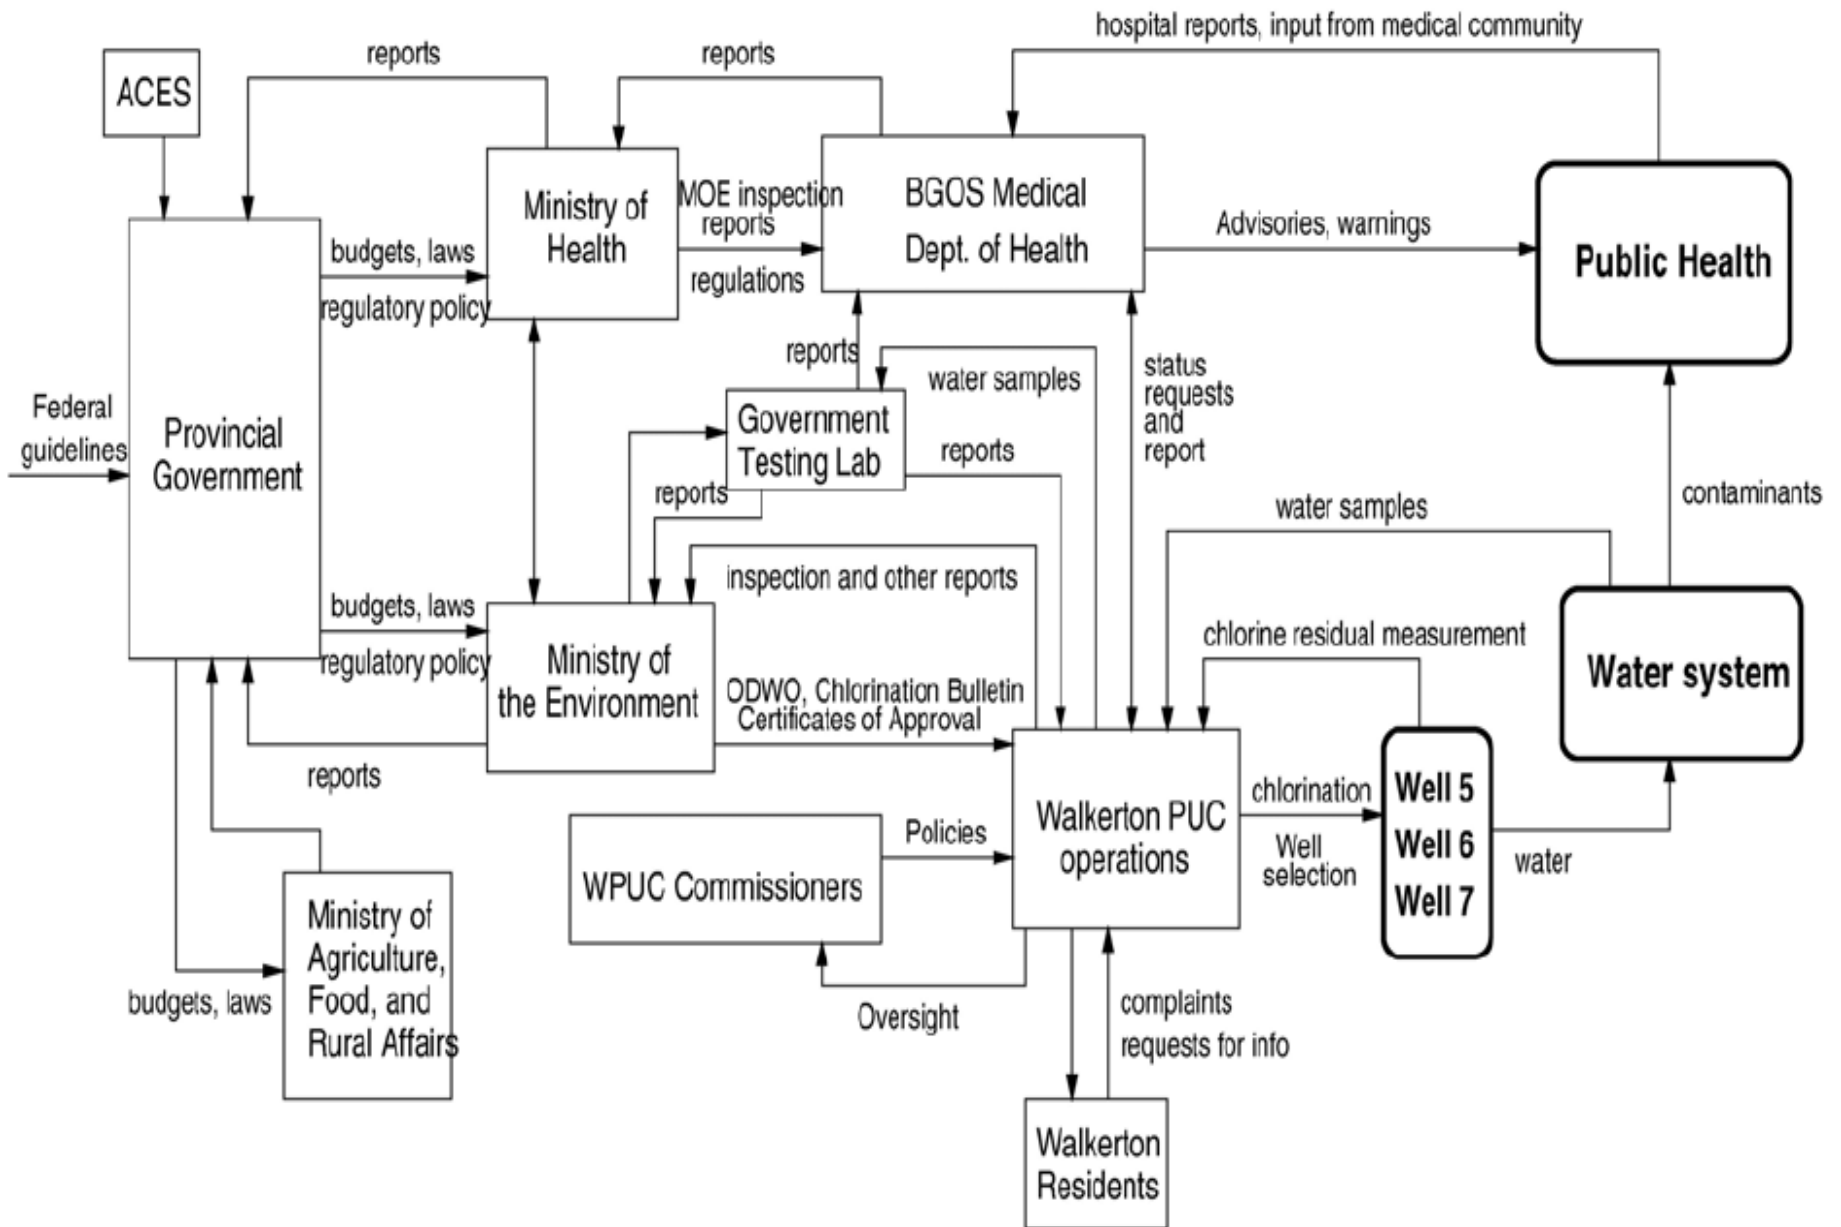 hospital reports, input from medical community
reports
reports
ACES
Ministry of
Health
MOE inspection
reports
regulations
BGOS Medical
Dept. of Health
Advisories, warnings
Public Health
budgets, laws
regulatory policy
Federal
guidelines
Provincial
Government
reports
water samples
status
requests
and
report
Government
Testing Lab
reports
reports
contaminants
water samples
inspection and other reports
budgets, laws
regulatory policy
Ministry of
the Environment
chlorine residual measurement
Water system
ODWO, Chlorination Bulletin
Certificates of Approval
reports
Walkerton PUC
operations
chlorination
Well
selection
Well 5
Well 6
Well 7
water
Policies
WPUC Commissioners
Ministry of
Agriculture,
Food, and
Rural Affairs
budgets, laws
Oversight
complaints
requests for info
Walkerton
Residents